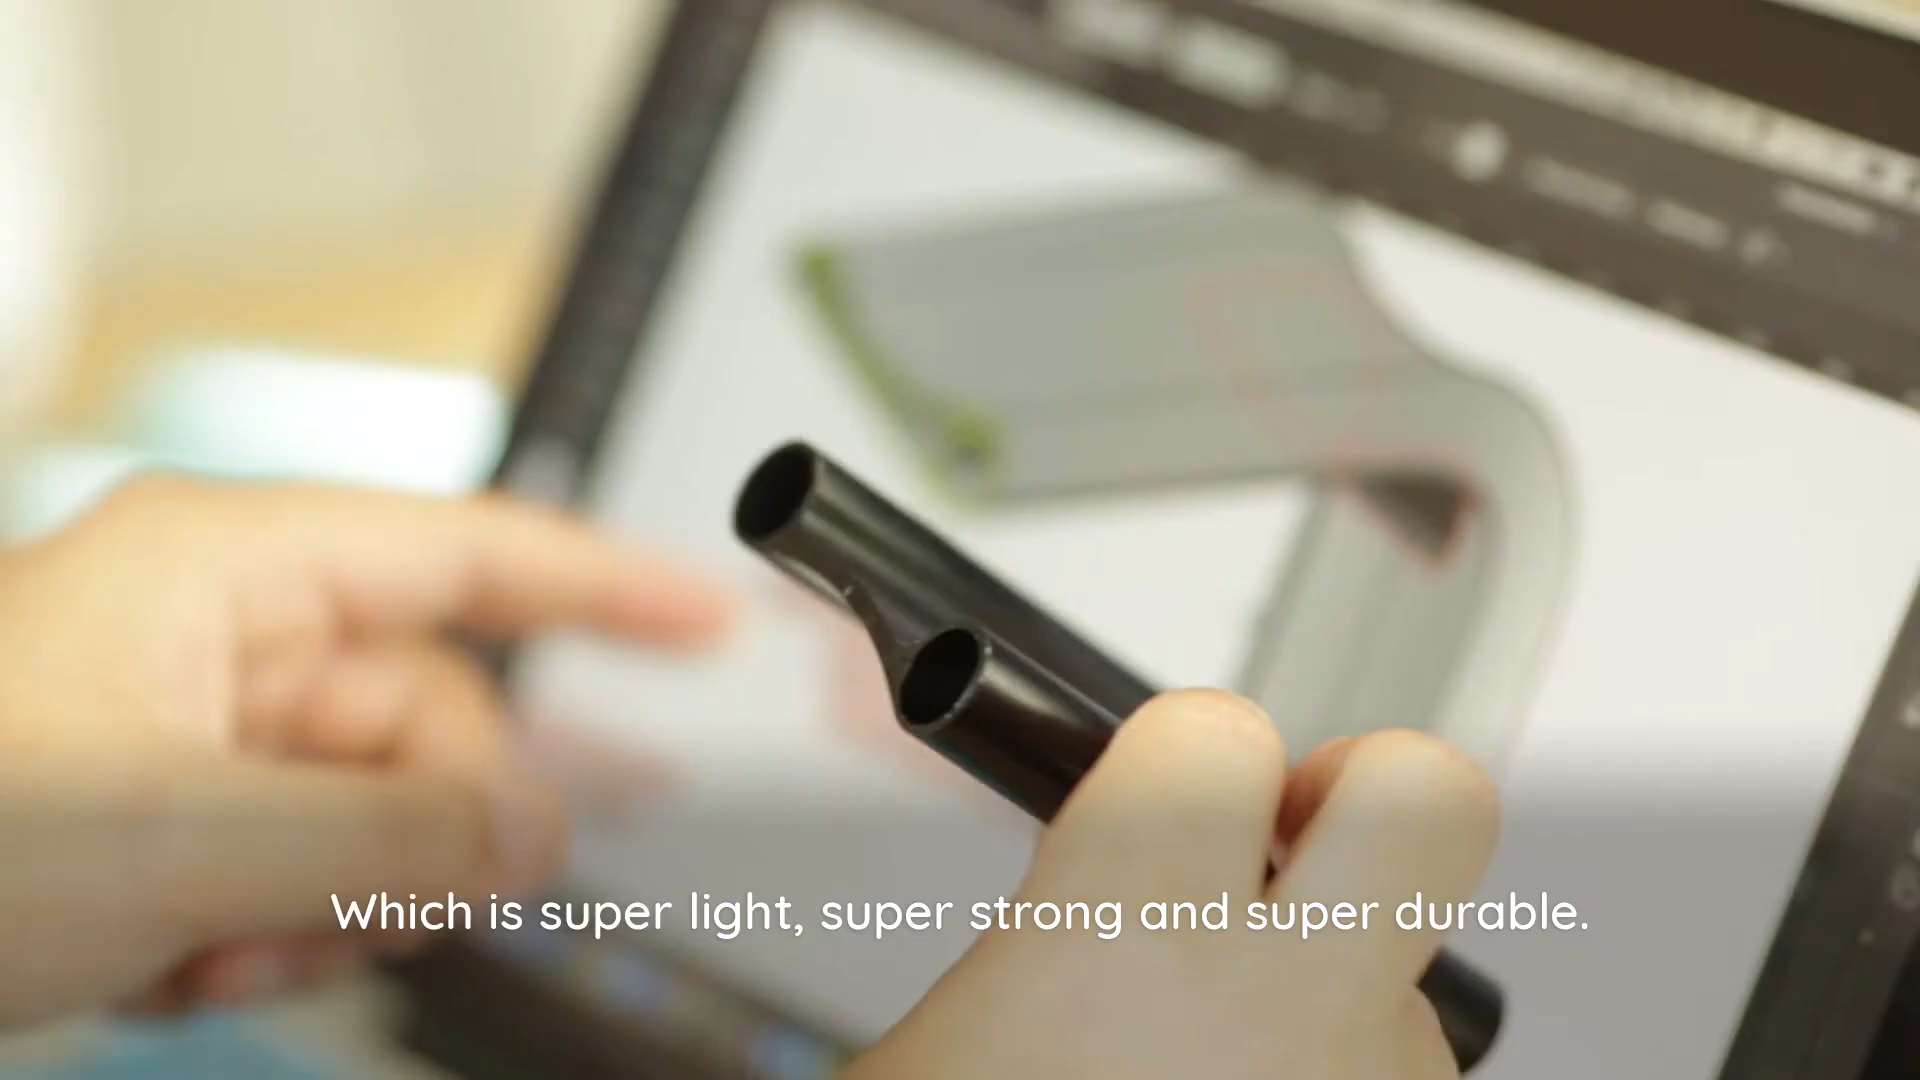 Which is super light, super strong and super durable.